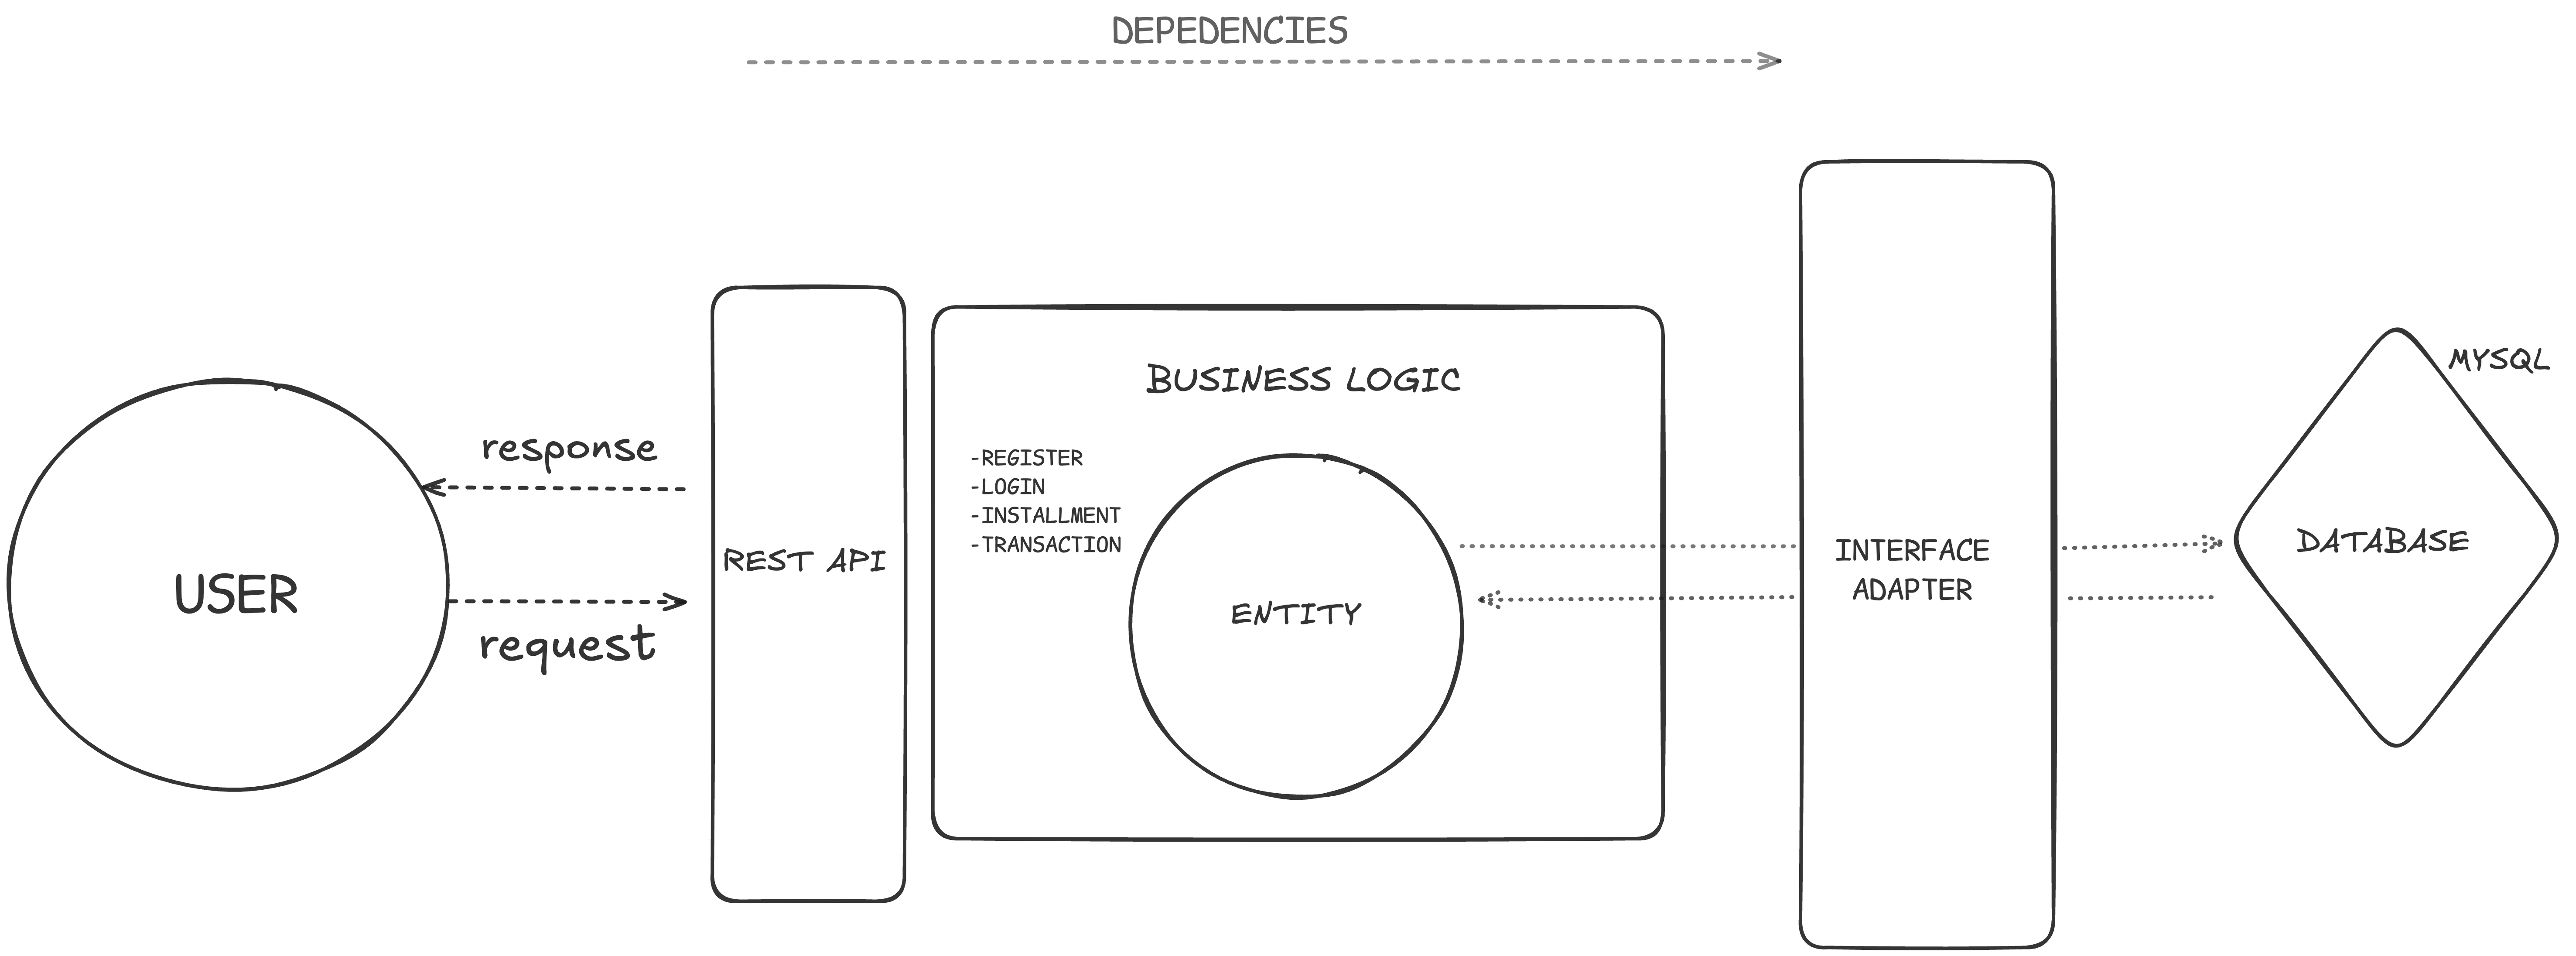 DEPEDENCIES
response
request
USER
REST API
BUSINESS LOGIC
-REGISTER
-LOGIN
-INSTALLMENT
-TRANSACTION
ENTITY
INTERFACE
ADAPTER
MYSQL
DATABASE